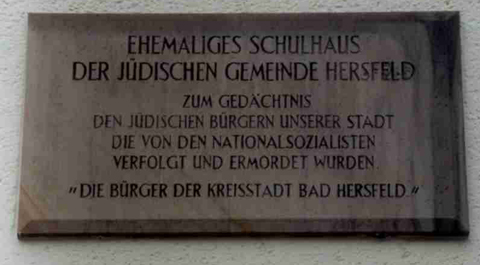 EHEMALIGES SCHULHAUS
DER JÜDISCHEN GEMEINDE HERSFELD
ZUM GEDÄCHTNIS
DEN JÜDISCHEN BÜRGERN UNSERER STADT
DIE VON DEN NATIONALSOZIALISTEN
VERFOLGT UND ERMORDET WURDEN
"DIE BÜRGER DER KREISSTADT BAD HERSFELD."